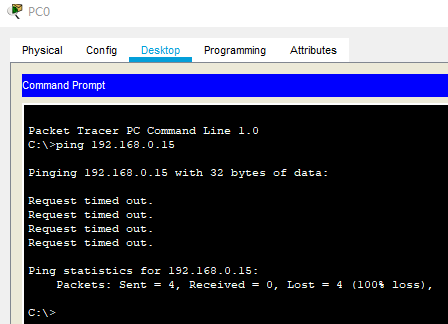 PC0
Physical Config Desktop Programming Attributes
Command Prompt
Packet Tracer PC Command Line 1.0
C:\>ping 192.168.0.15
Pinging 192.168.0.15 with 32 bytes of data:
Request timed out.
Request timed out.
Request timed out.
Request timed out.
Ping statistics for 192.168.0.15:
Packets: Sent = 4, Received = 0, Lost = 4 (100% loss),
C:\>